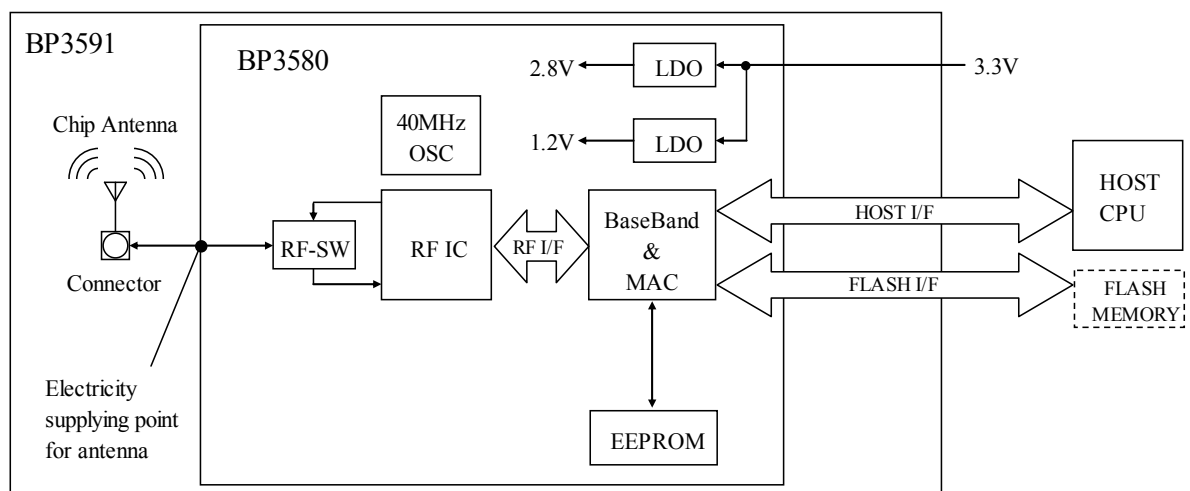 BP3591
BP3580
2.8V
LDO
3.3V
Chip Antenna
40MHz
OSC
1.2V
LDO
HOST
CPU
BaseBand
&
MAC
HOST I/F
RF-SW
RF IC
RF I/F
Connector
FLASH I/F
FLASH
MEMORY
Electricity
supplying point
for antenna
EEPROM